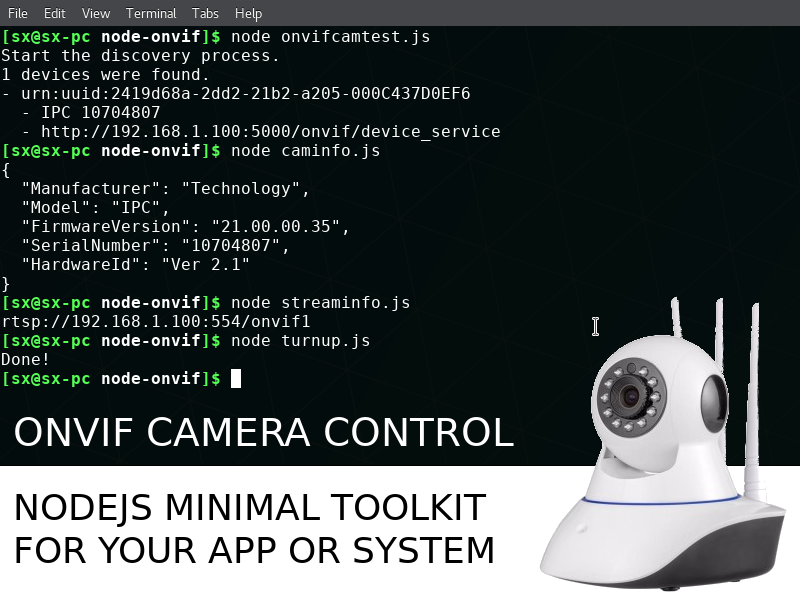 File Edit View Terminal Tabs Help
[sx@sx-pc node-onvif]$ node onvifcamtest.js
Start the discovery process.
1 devices were found.
- urn:uuid:2419d68a-2dd2-21b2-a205-000C437D0EF6
  - IPC 10704807
  - http://192.168.1.100:5000/onvif/device_service
[sx@sx-pc node-onvif]$ node caminfo.js
{
  "Manufacturer": "Technology",
  "Model": "IPC",
  "FirmwareVersion": "21.00.00.35",
  "SerialNumber": "10704807",
  "HardwareId": "Ver 2.1"
}
[sx@sx-pc node-onvif]$ node streaminfo.js
rtsp://192.168.1.100:554/onvif1
[sx@sx-pc node-onvif]$ node turnup.js
Done!
[sx@sx-pc node-onvif]$
ONVIF CAMERA CONTROL
NODEJS MINIMAL TOOLKIT
FOR YOUR APP OR SYSTEM